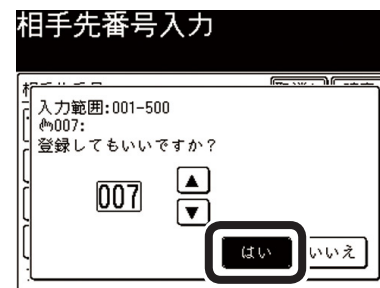 相手先番号入力
入力範囲:001-500
007:
登録してもいいですか?
007
▲
▼
はい
いいえ